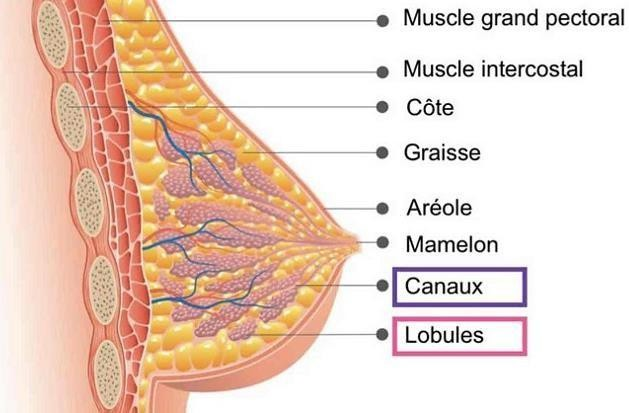 Muscle grand pectoral
Muscle intercostal
Côte
Graisse
Aréole
Mamelon
Canaux
Lobules